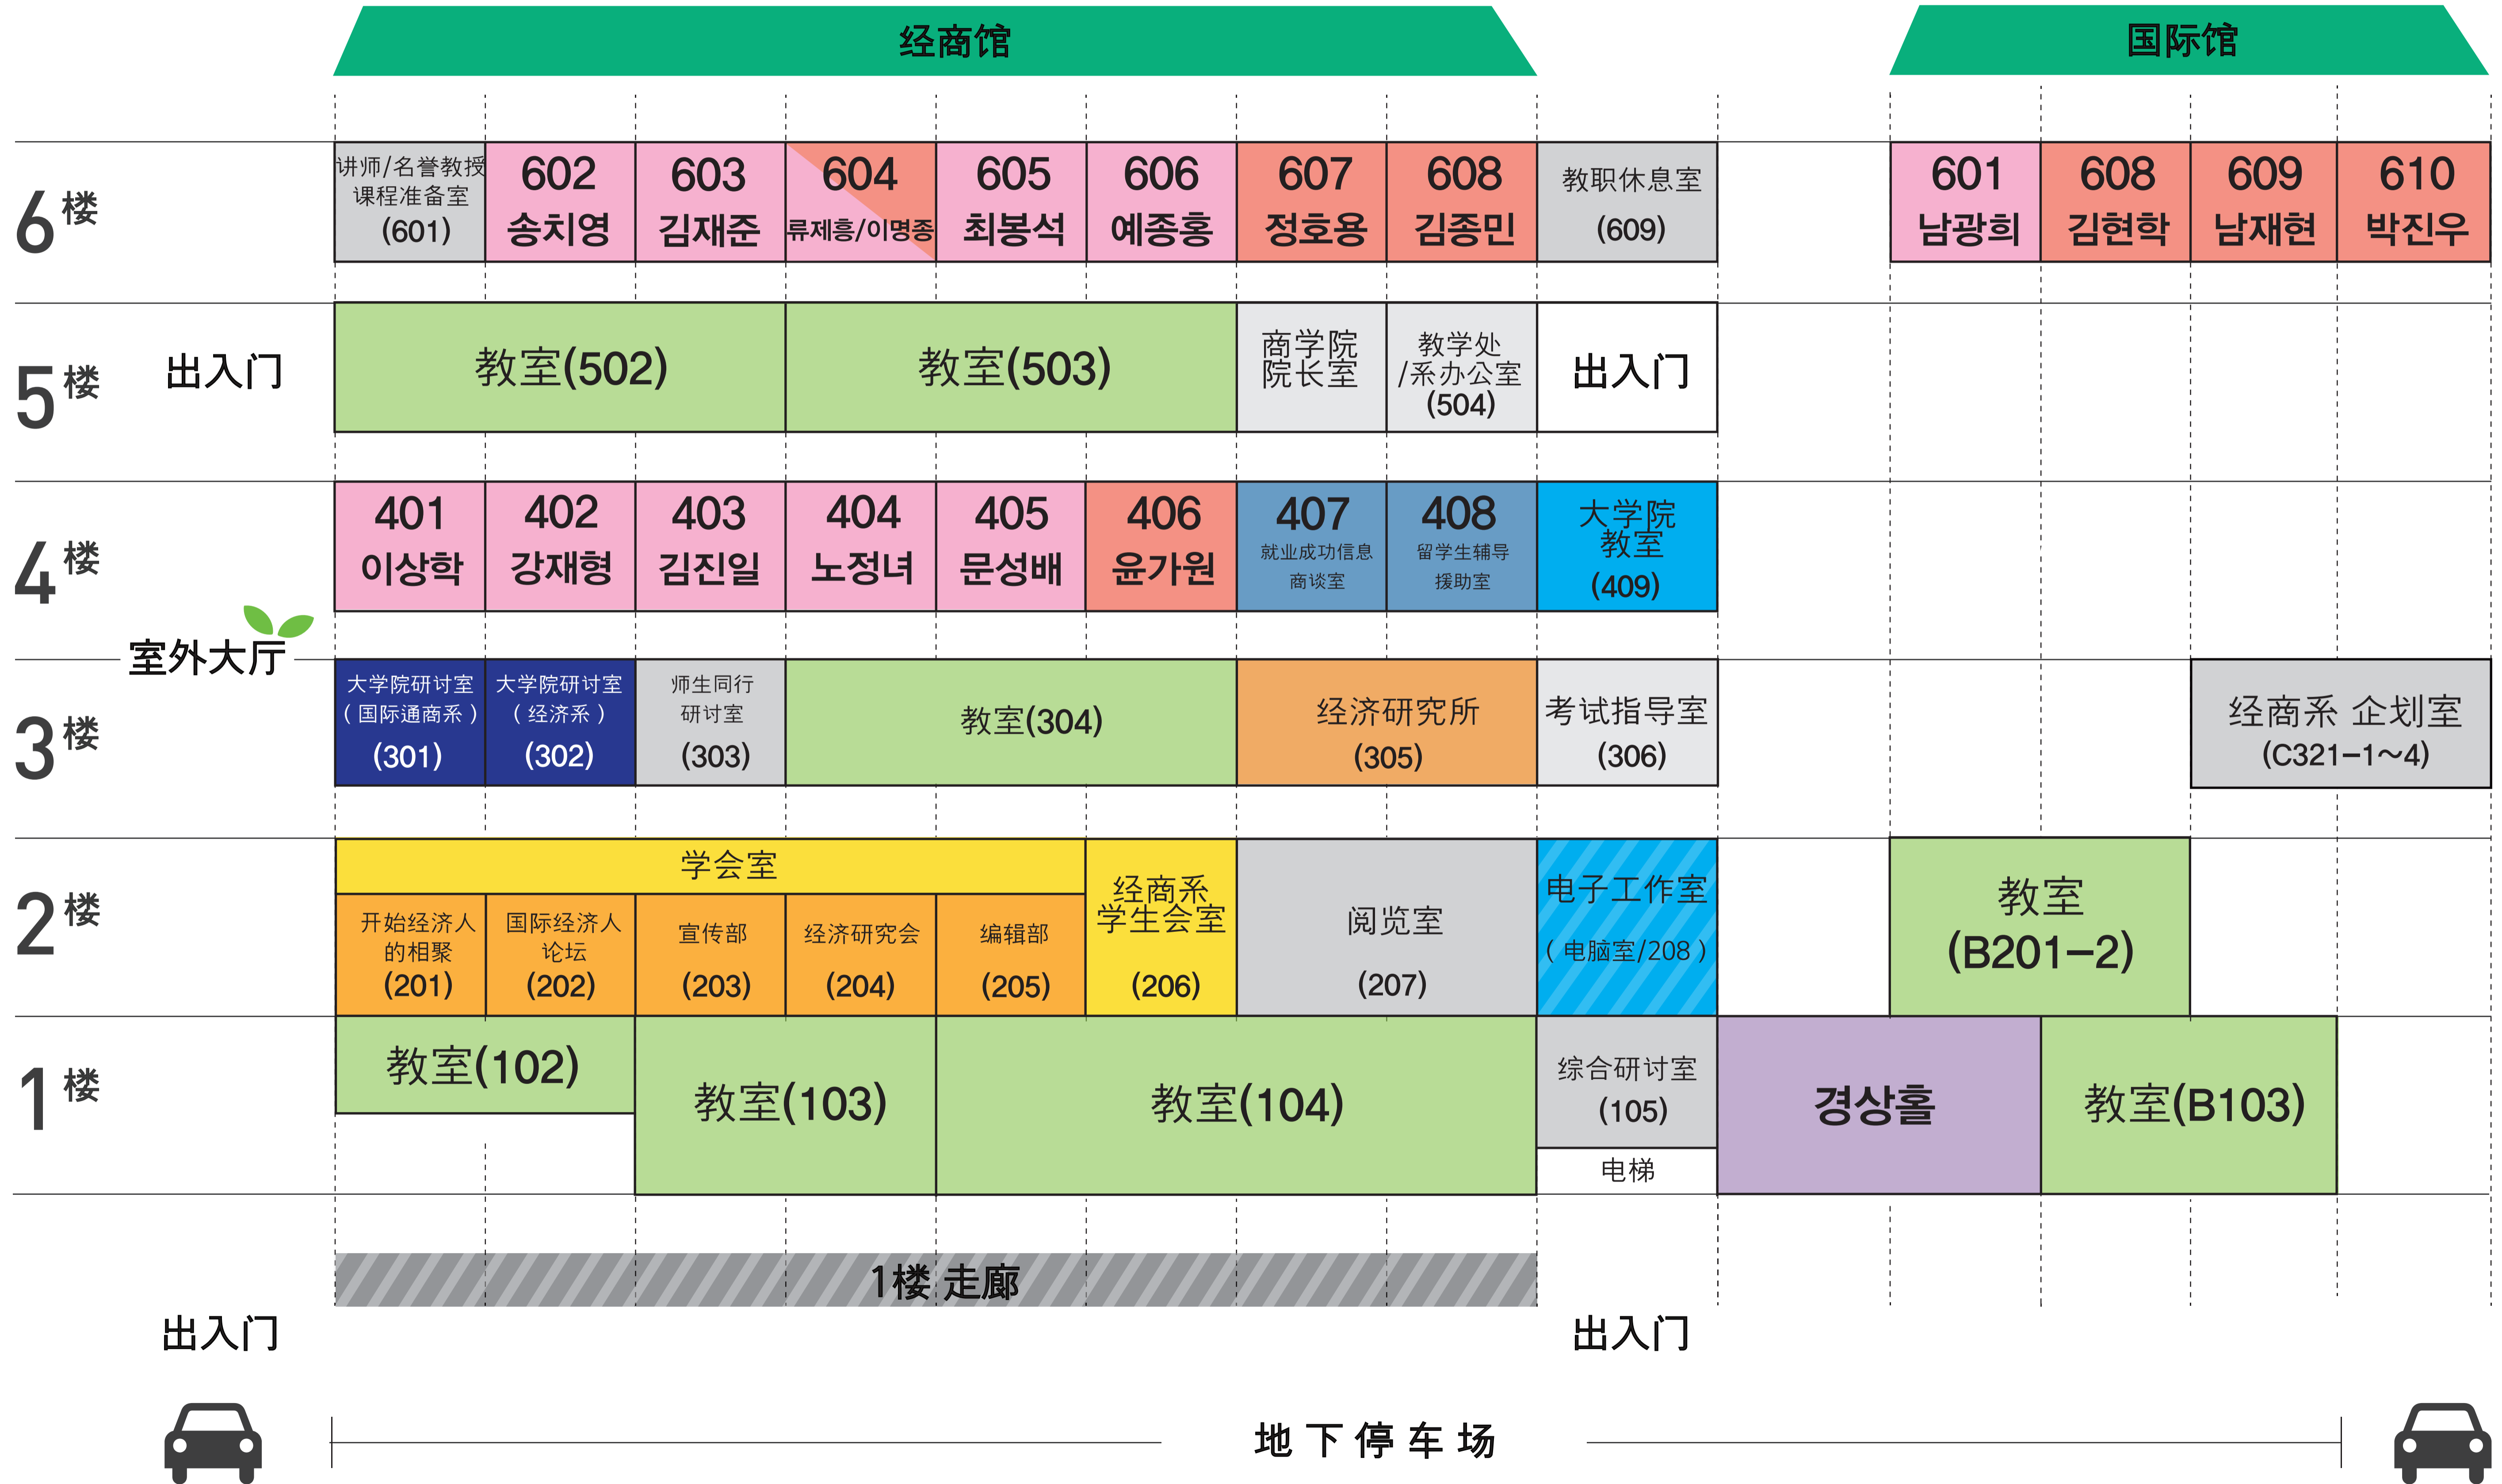 经商馆
国际馆
6楼
讲师/名誉教授
课程准备室
(601)
602
송치영
603
김재준
604
류제흥/이명종
605
최봉석
606
예종홍
607
정호용
608
김종민
教职休息室
(609)
601
남광희
608
김현학
609
남재현
610
박진우
5楼
出入门
教室(502)
教室(503)
商学院
院长室
教学处
/系办公室
(504)
出入门
4楼
401
이상학
402
강재형
403
김진일
404
노정녀
405
문성배
406
윤가원
407
就业成功信息
商谈室
408
留学生辅导
援助室
大学院
教室
(409)
室外大厅
3楼
大学院研讨室
( 国际通商系 )
(301)
大学院研讨室
( 经济系 )
(302)
师生同行
研讨室
(303)
教室(304)
经济研究所
(305)
考试指导室
(306)
经商系 企划室
(C321-1~4)
2楼
学会室
开始经济人
的相聚
(201)
国际经济人
论坛
(202)
宣传部
(203)
经济研究会
(204)
编辑部
(205)
经商系
学生会室
(206)
阅览室
(207)
电子工作室
( 电脑室/208 )
教室
(B201-2)
1楼
教室(102)
教室(103)
教室(104)
综合研讨室
(105)
电梯
경상홀
教室(B103)
1楼 走廊
出入门
出入门
地下停车场